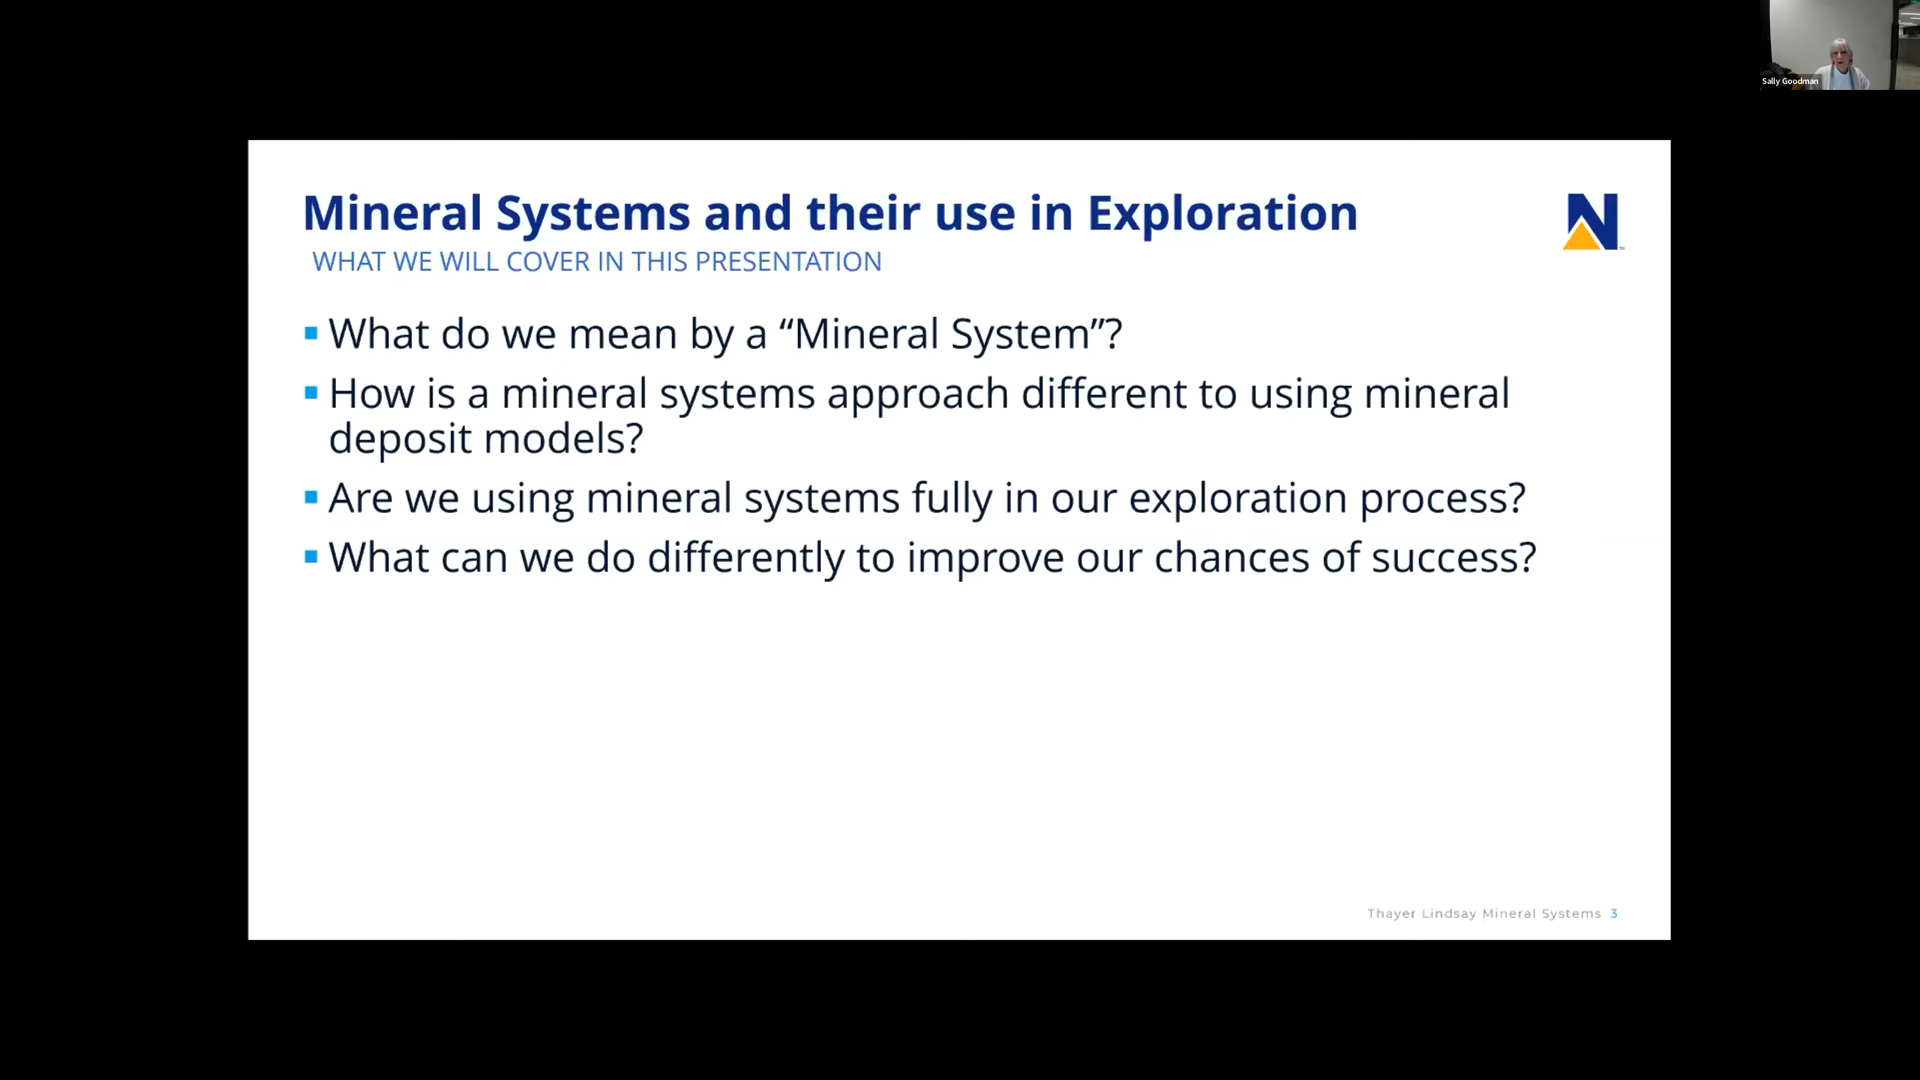 Sally Goodman
Mineral Systems and their use in Exploration
WHAT WE WILL COVER IN THIS PRESENTATION
What do we mean by a “Mineral System”?
How is a mineral systems approach different to using mineral
deposit models?
Are we using mineral systems fully in our exploration process?
What can we do differently to improve our chances of success?
Thayer Lindsay Mineral Systems 3